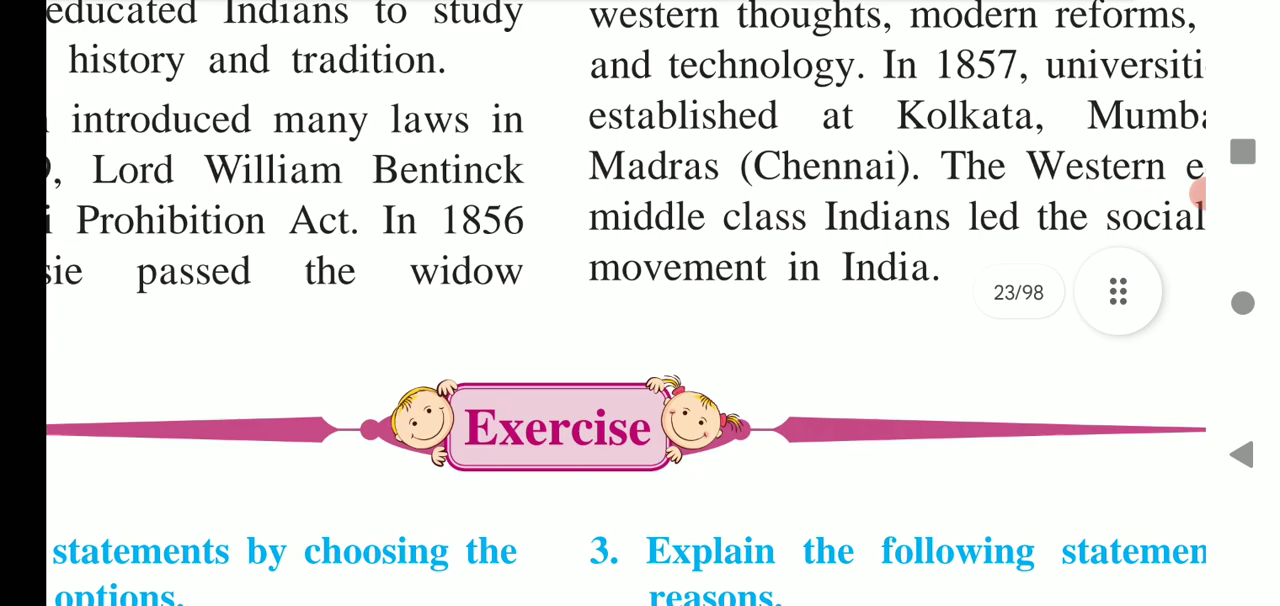 educated Indians to study
history and tradition.
introduced many laws in
, Lord William Bentinck
Prohibition Act. In 1856
passed the widow
western thoughts, modern reforms,
and technology. In 1857,
established at Kolkata,
Madras (Chennai). The Western
middle class Indians led the social
movement in India.
23/98
Exercise
statements by choosing the
options.
3. Explain the following
reasons.